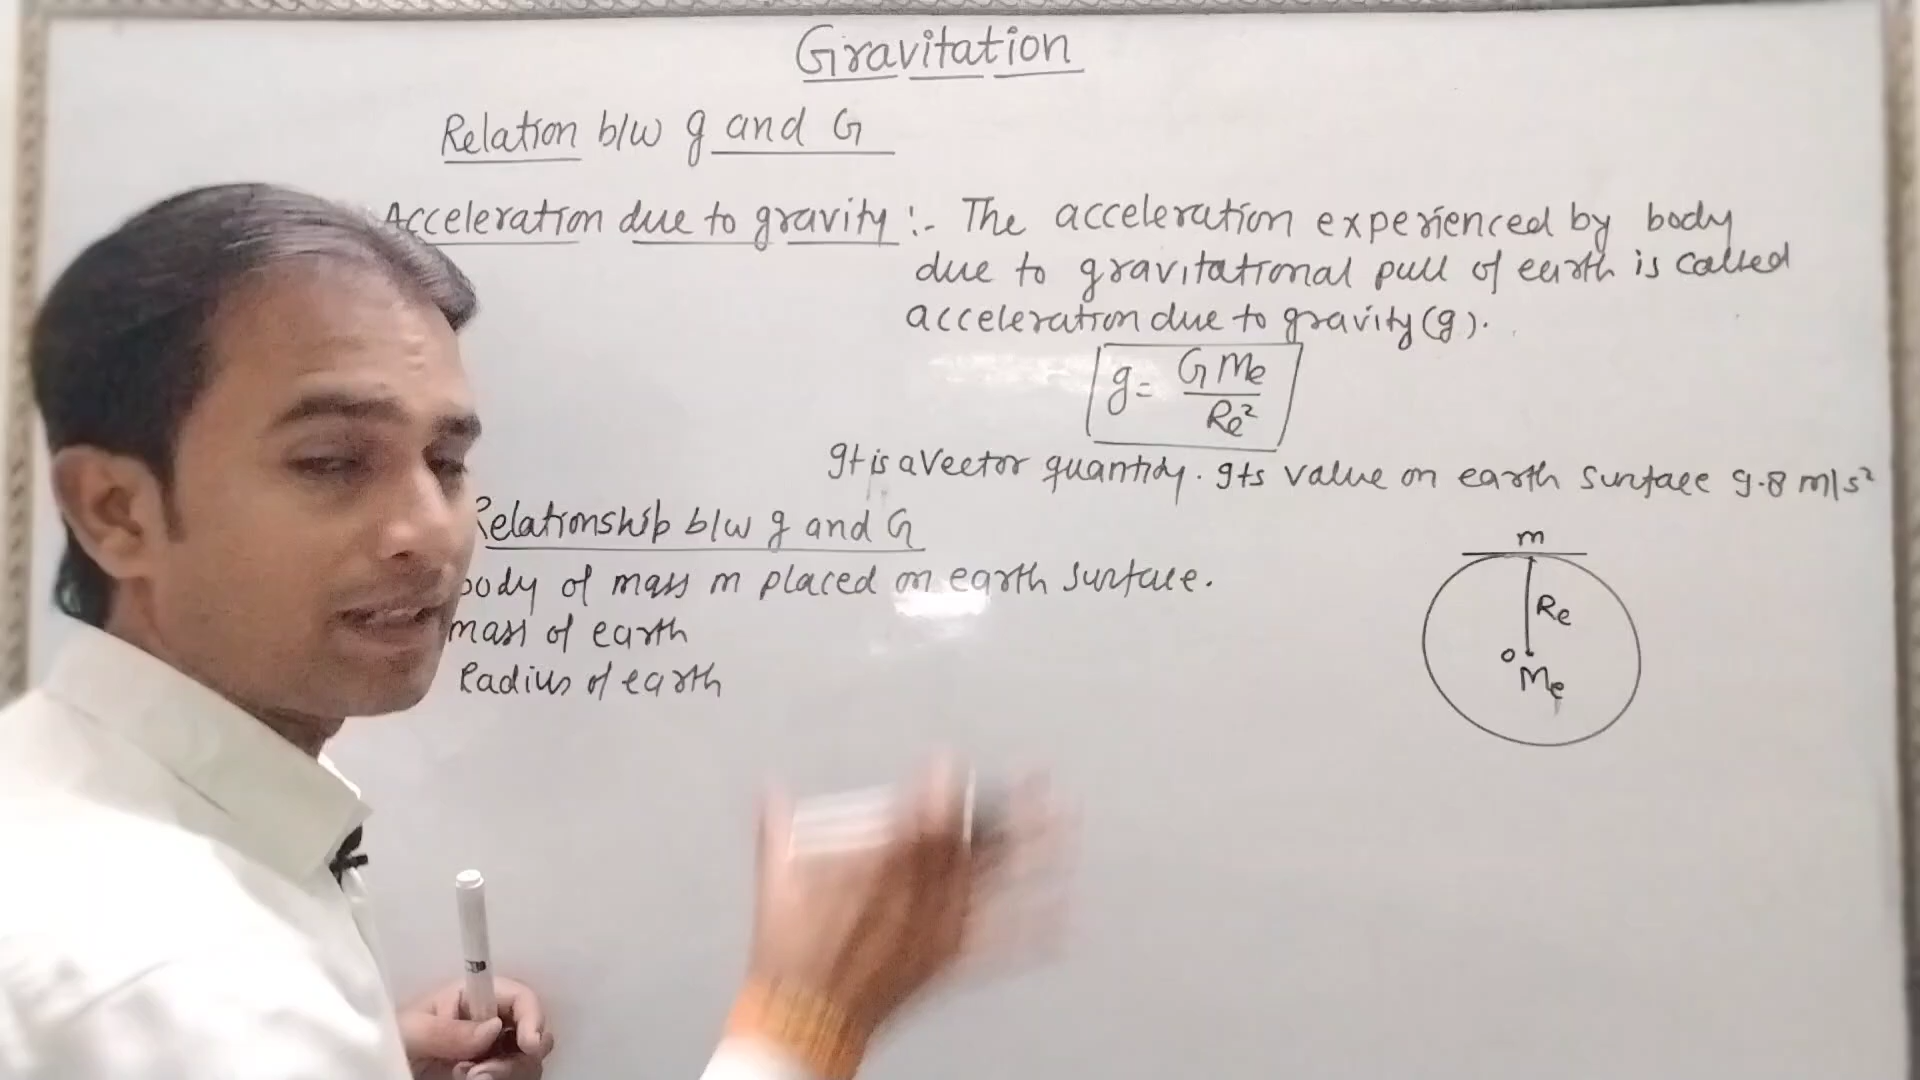 Gravitation
Relation b/w g and G
Acceleration due to gravity :- The acceleration experienced by body
due to gravitational pull of earth is called
acceleration due to gravity (g).
g = G Me / Re²
It is a vector quantity. Its value on earth surface 9.8 m/s²
Relationship b/w g and G
body of mass m placed on earth surface.
mass of earth
Radius of earth
m
Re
o
Me